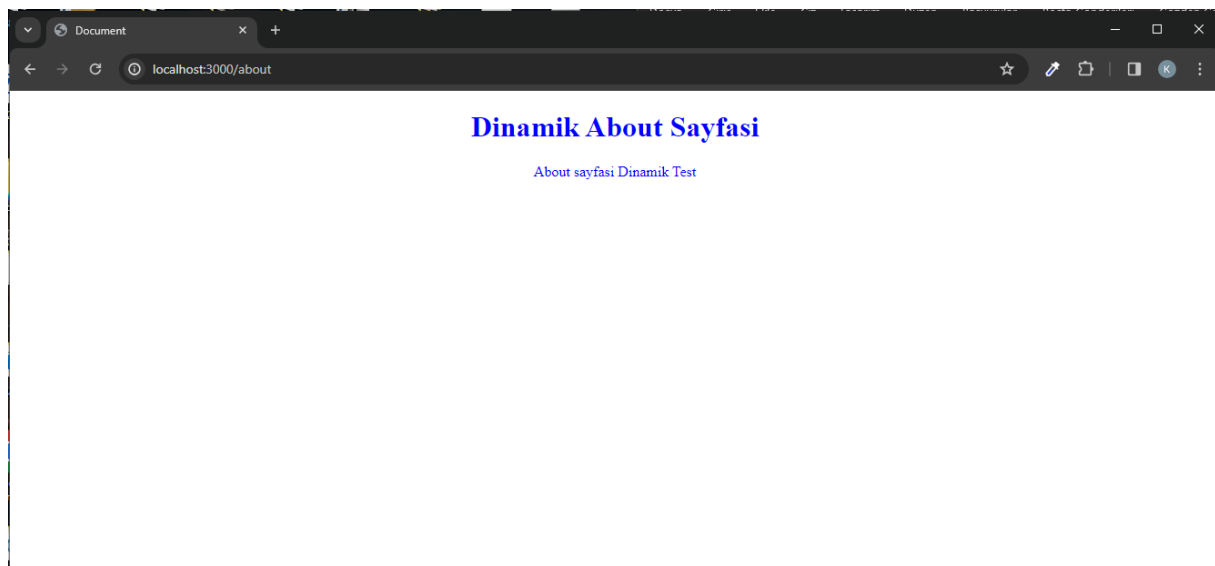 Document
localhost:3000/about
K
Dinamik About Sayfasi
About sayfasi Dinamik Test